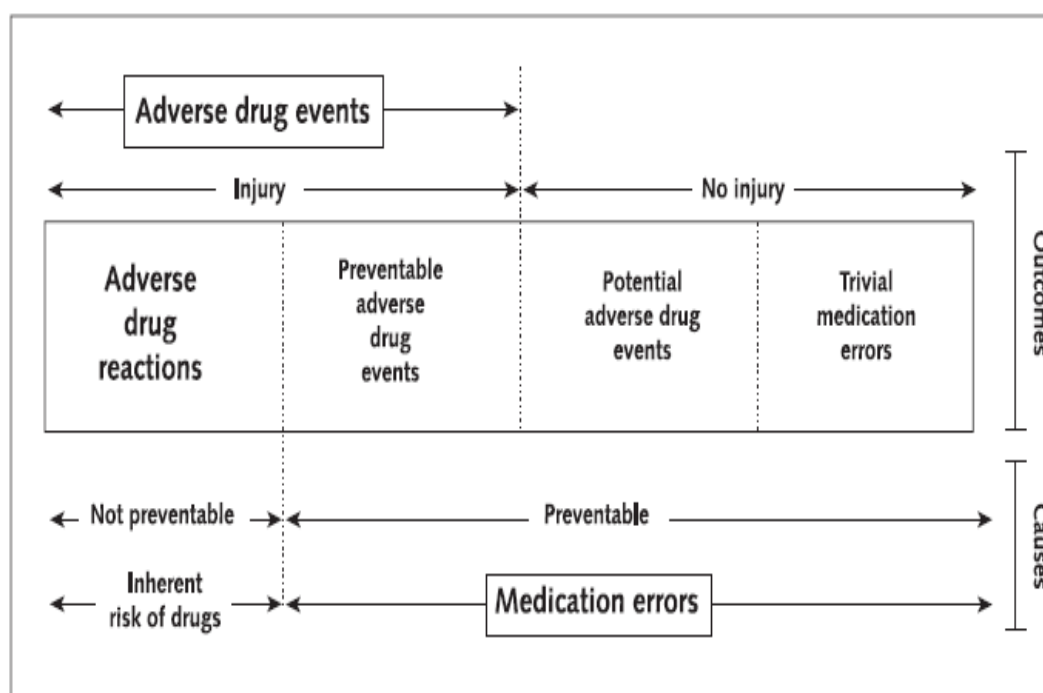 Adverse drug events
Injury
No injury
Adverse
drug
reactions
Preventable
adverse
drug
events
Potential
adverse drug
events
Trivial
medication
errors
Outcomes
Not preventable
Preventable
Inherent
risk of drugs
Medication errors
Causes